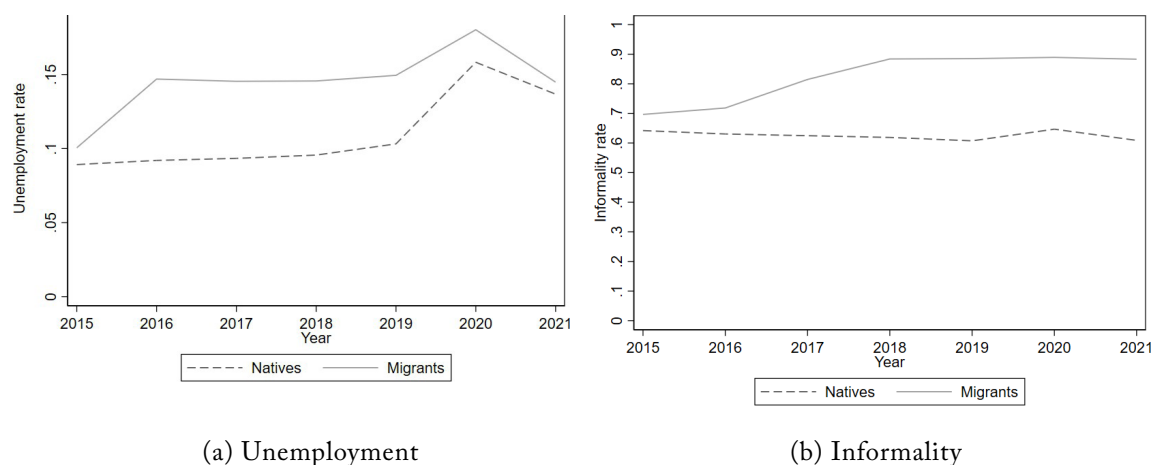 Unemployment rate
0 .05 .1 .15
2015 2016 2017 2018 2019 2020 2021
Year
Natives Migrants
(a) Unemployment
Informality rate
0 .1 .2 .3 .4 .5 .6 .7 .8 .9 1
2015 2016 2017 2018 2019 2020 2021
Year
Natives Migrants
(b) Informality